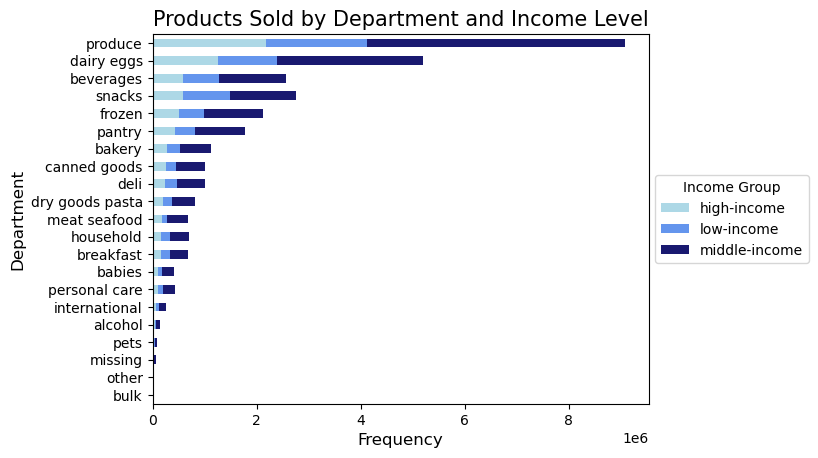 Products Sold by Department and Income Level
produce
dairy eggs
beverages
snacks
frozen
pantry
bakery
canned goods
deli
dry goods pasta
meat seafood
household
breakfast
babies
personal care
international
alcohol
pets
missing
other
bulk
Department
0 2 4 6 8
1e6
Frequency
Income Group
high-income
low-income
middle-income